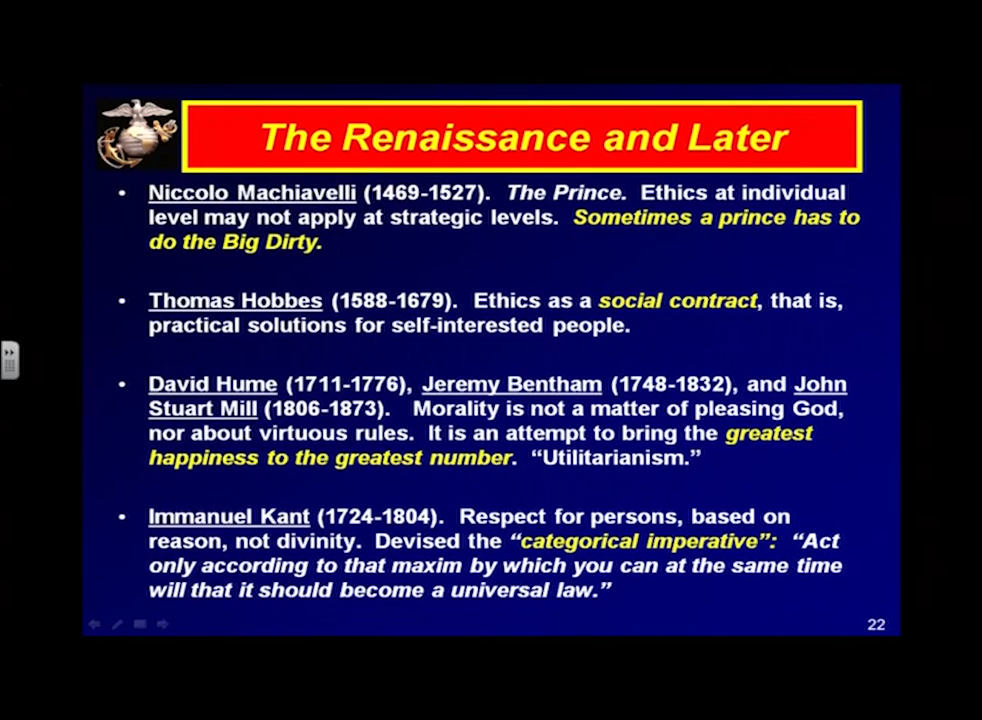 The Renaissance and Later
• Niccolo Machiavelli (1469-1527). The Prince. Ethics at individual
level may not apply at strategic levels. Sometimes a prince has to
do the Big Dirty.
• Thomas Hobbes (1588-1679). Ethics as a social contract, that is,
practical solutions for self-interested people.
• David Hume (1711-1776), Jeremy Bentham (1748-1832), and John
Stuart Mill (1806-1873). Morality is not a matter of pleasing God,
nor about virtuous rules. It is an attempt to bring the greatest
happiness to the greatest number. “Utilitarianism.”
• Immanuel Kant (1724-1804). Respect for persons, based on
reason, not divinity. Devised the “categorical imperative”: “Act
only according to that maxim by which you can at the same time
will that it should become a universal law.”
22